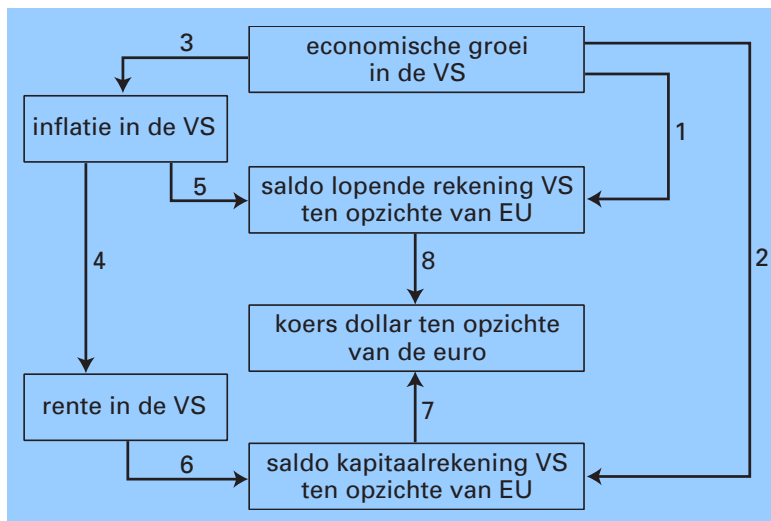 3
economische groei
in de VS
inflatie in de VS
1
5
saldo lopende rekening VS
ten opzichte van EU
4
8
2
koers dollar ten opzichte
van de euro
rente in de VS
7
6
saldo kapitaalrekening VS
ten opzichte van EU